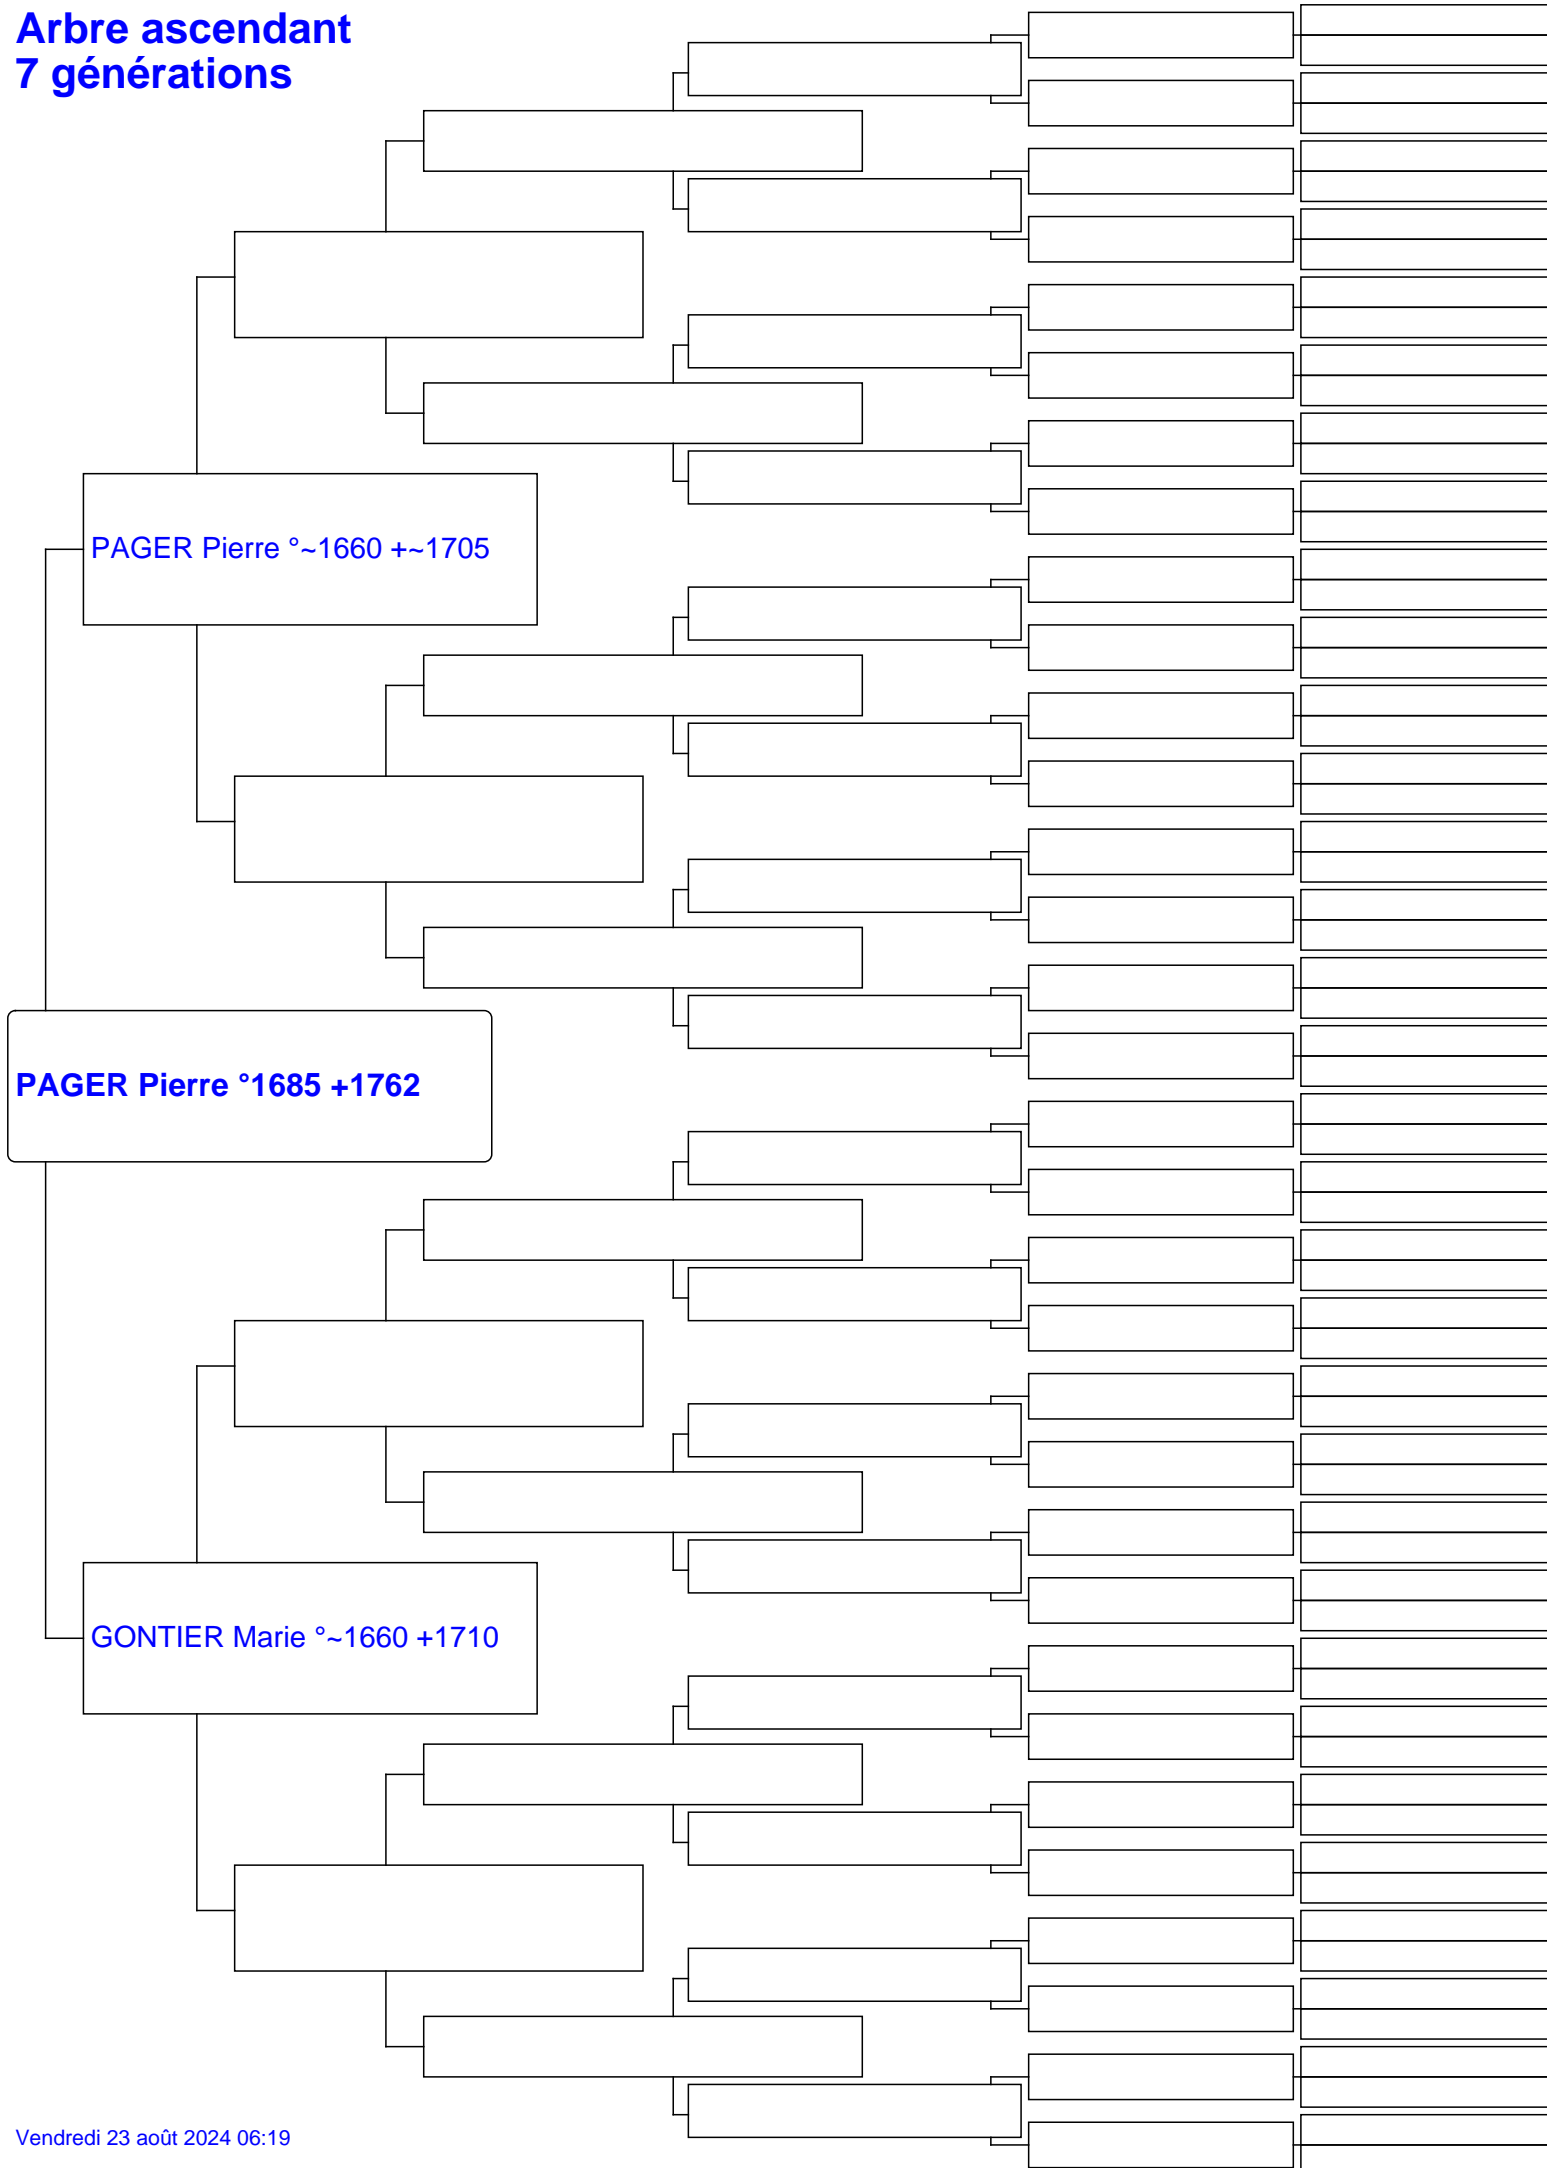 Arbre ascendant
7 générations
PAGER Pierre °~1660 +~1705
PAGER Pierre °1685 +1762
GONTIER Marie °~1660 +1710
Vendredi 23 août 2024 06:19